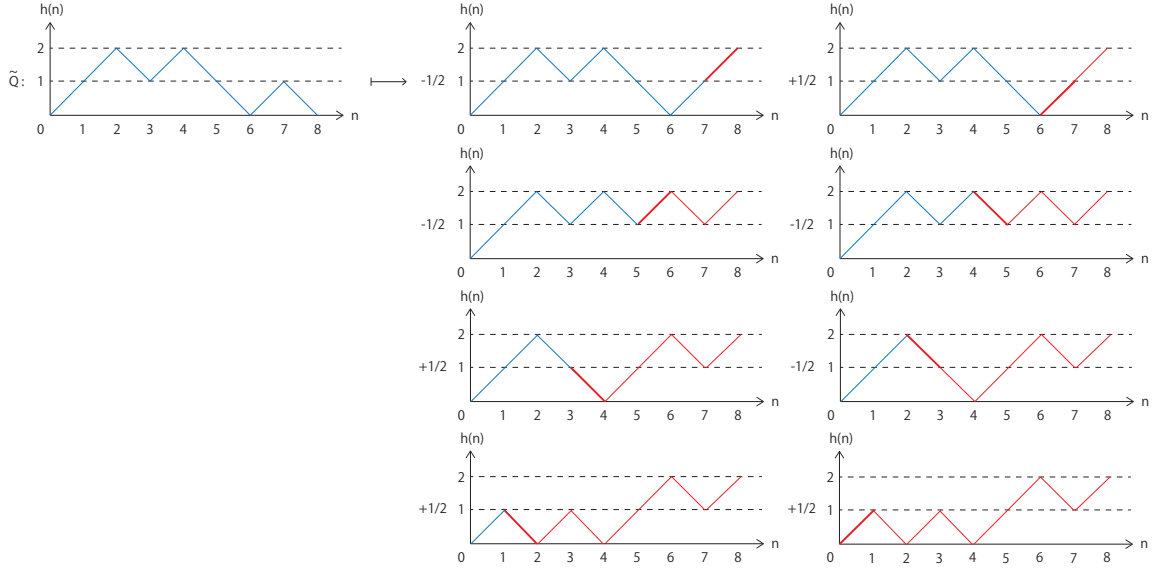 h(n) h(n) h(n)
2 2 2
Q̃: 1 -1/2 1 +1/2 1
n n n
0 1 2 3 4 5 6 7 8 0 1 2 3 4 5 6 7 8 0 1 2 3 4 5 6 7 8
h(n) h(n)
2 2
-1/2 1 -1/2 1
n n
0 1 2 3 4 5 6 7 8 0 1 2 3 4 5 6 7 8
h(n) h(n)
2 2
+1/2 1 -1/2 1
n n
0 1 2 3 4 5 6 7 8 0 1 2 3 4 5 6 7 8
h(n) h(n)
2 2
+1/2 1 +1/2 1
n n
0 1 2 3 4 5 6 7 8 0 1 2 3 4 5 6 7 8